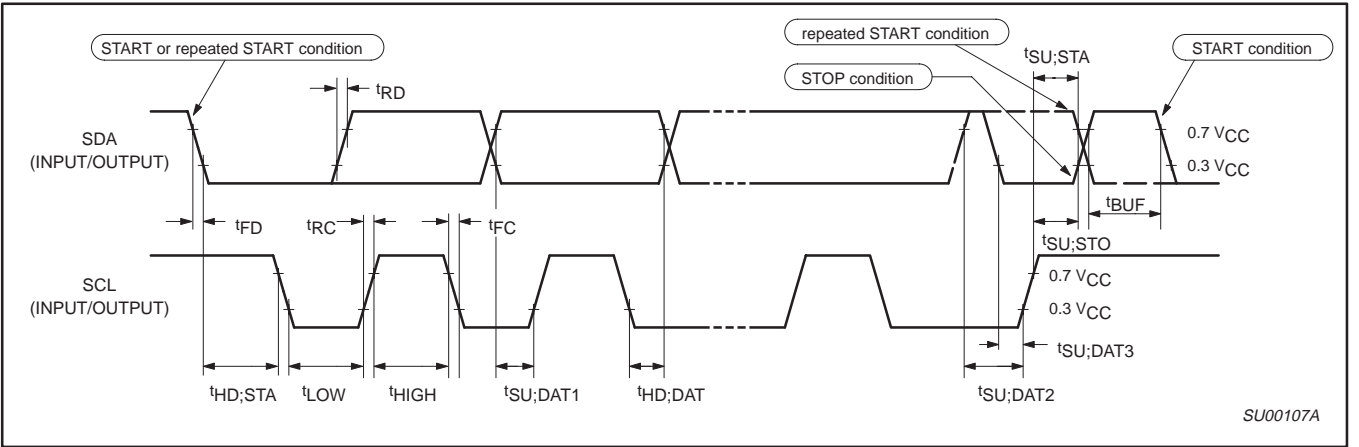 START or repeated START condition
repeated START condition
tSU;STA
START condition
STOP condition
tRD
SDA
(INPUT/OUTPUT)
0.7 VCC
0.3 VCC
tFD
tRC
tFC
tBUF
tSU;STO
SCL
(INPUT/OUTPUT)
0.7 VCC
0.3 VCC
tSU;DAT3
tHD;STA
tLOW
tHIGH
tSU;DAT1
tHD;DAT
tSU;DAT2
SU00107A